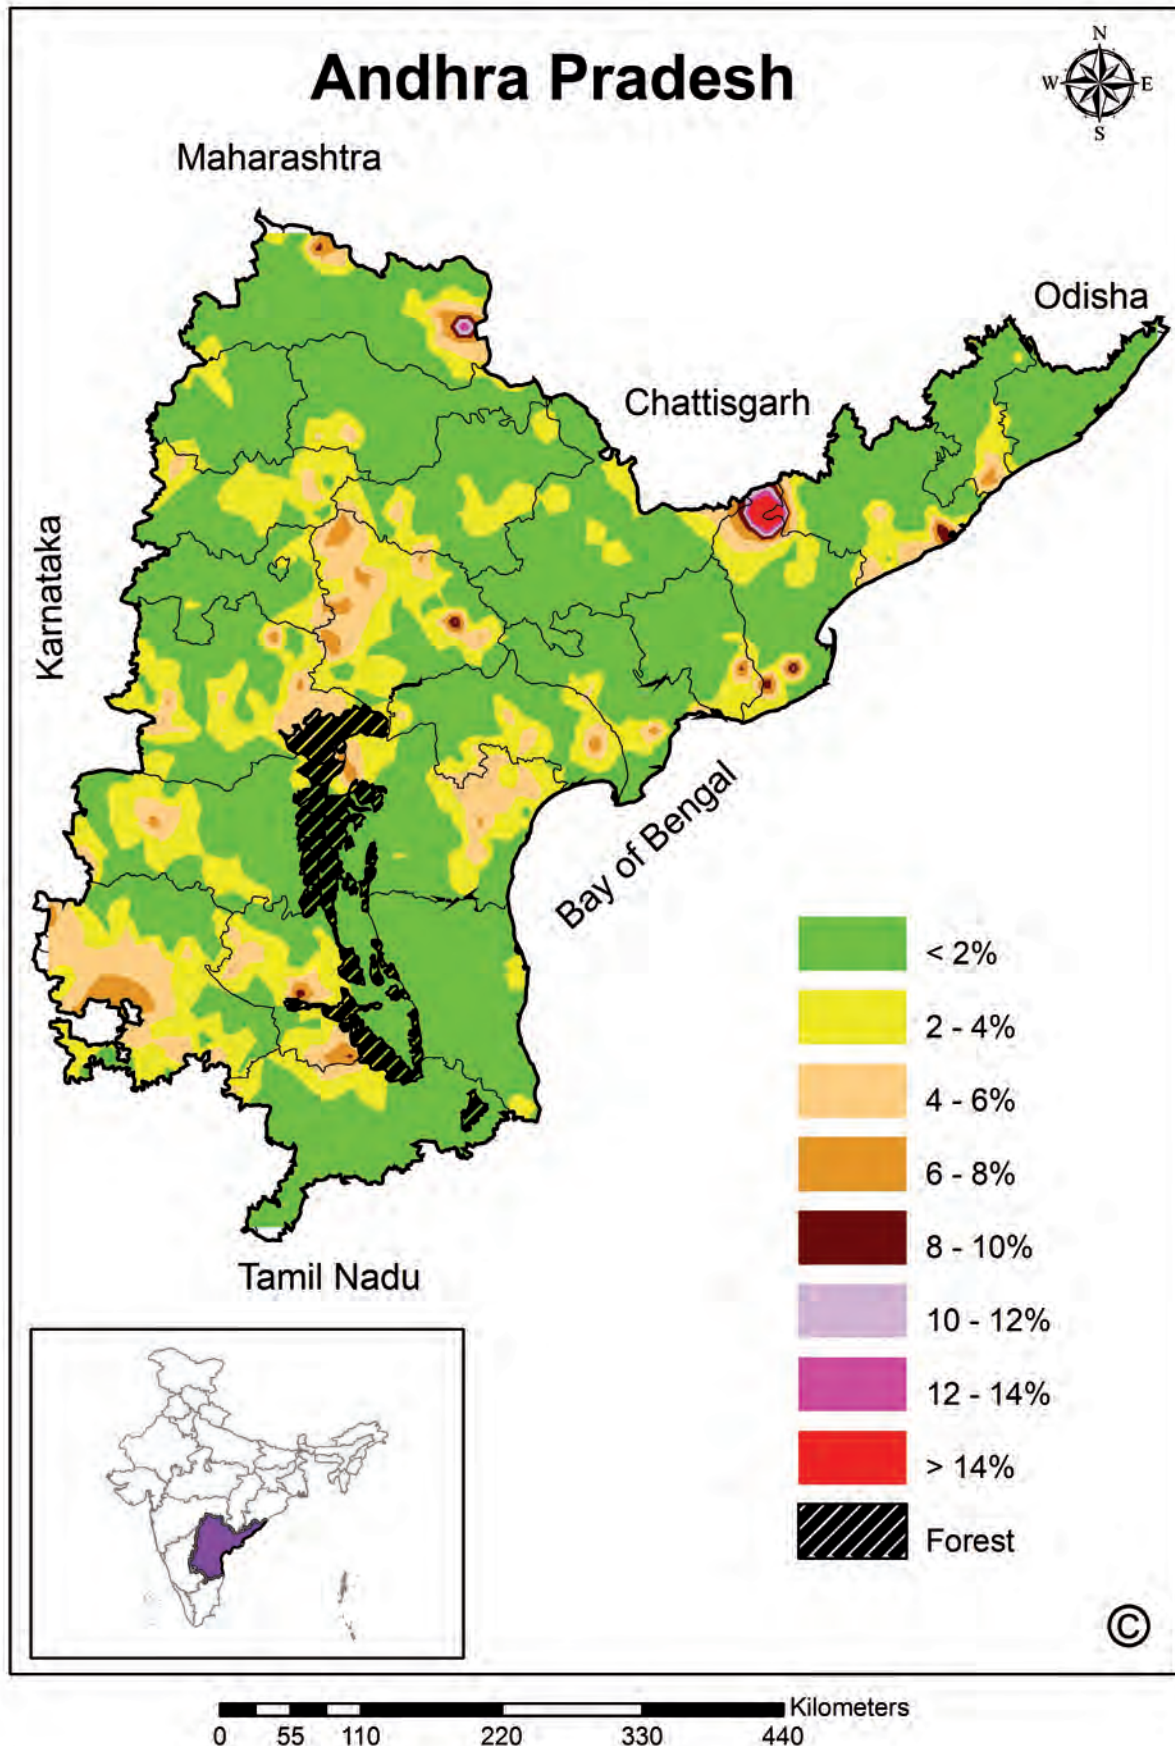 Andhra Pradesh
N
W
E
S
Maharashtra
Odisha
Chattisgarh
Karnataka
Bay of Bengal
Tamil Nadu
< 2%
2 - 4%
4 - 6%
6 - 8%
8 - 10%
10 - 12%
12 - 14%
> 14%
Forest
©
Kilometers
0 55 110 220 330 440